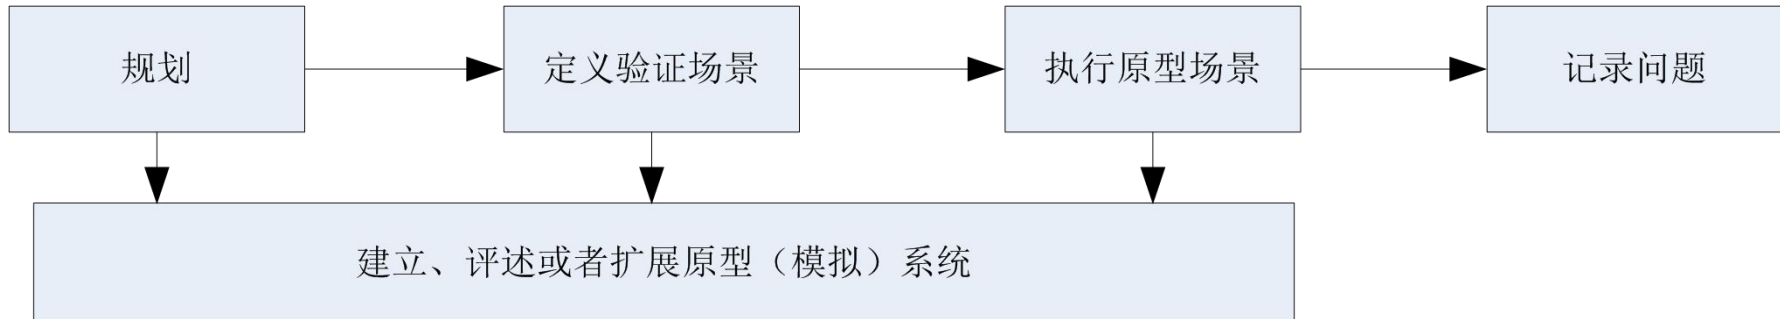 规划
定义验证场景
执行原型场景
记录问题
建立、评述或者扩展原型（模拟）系统